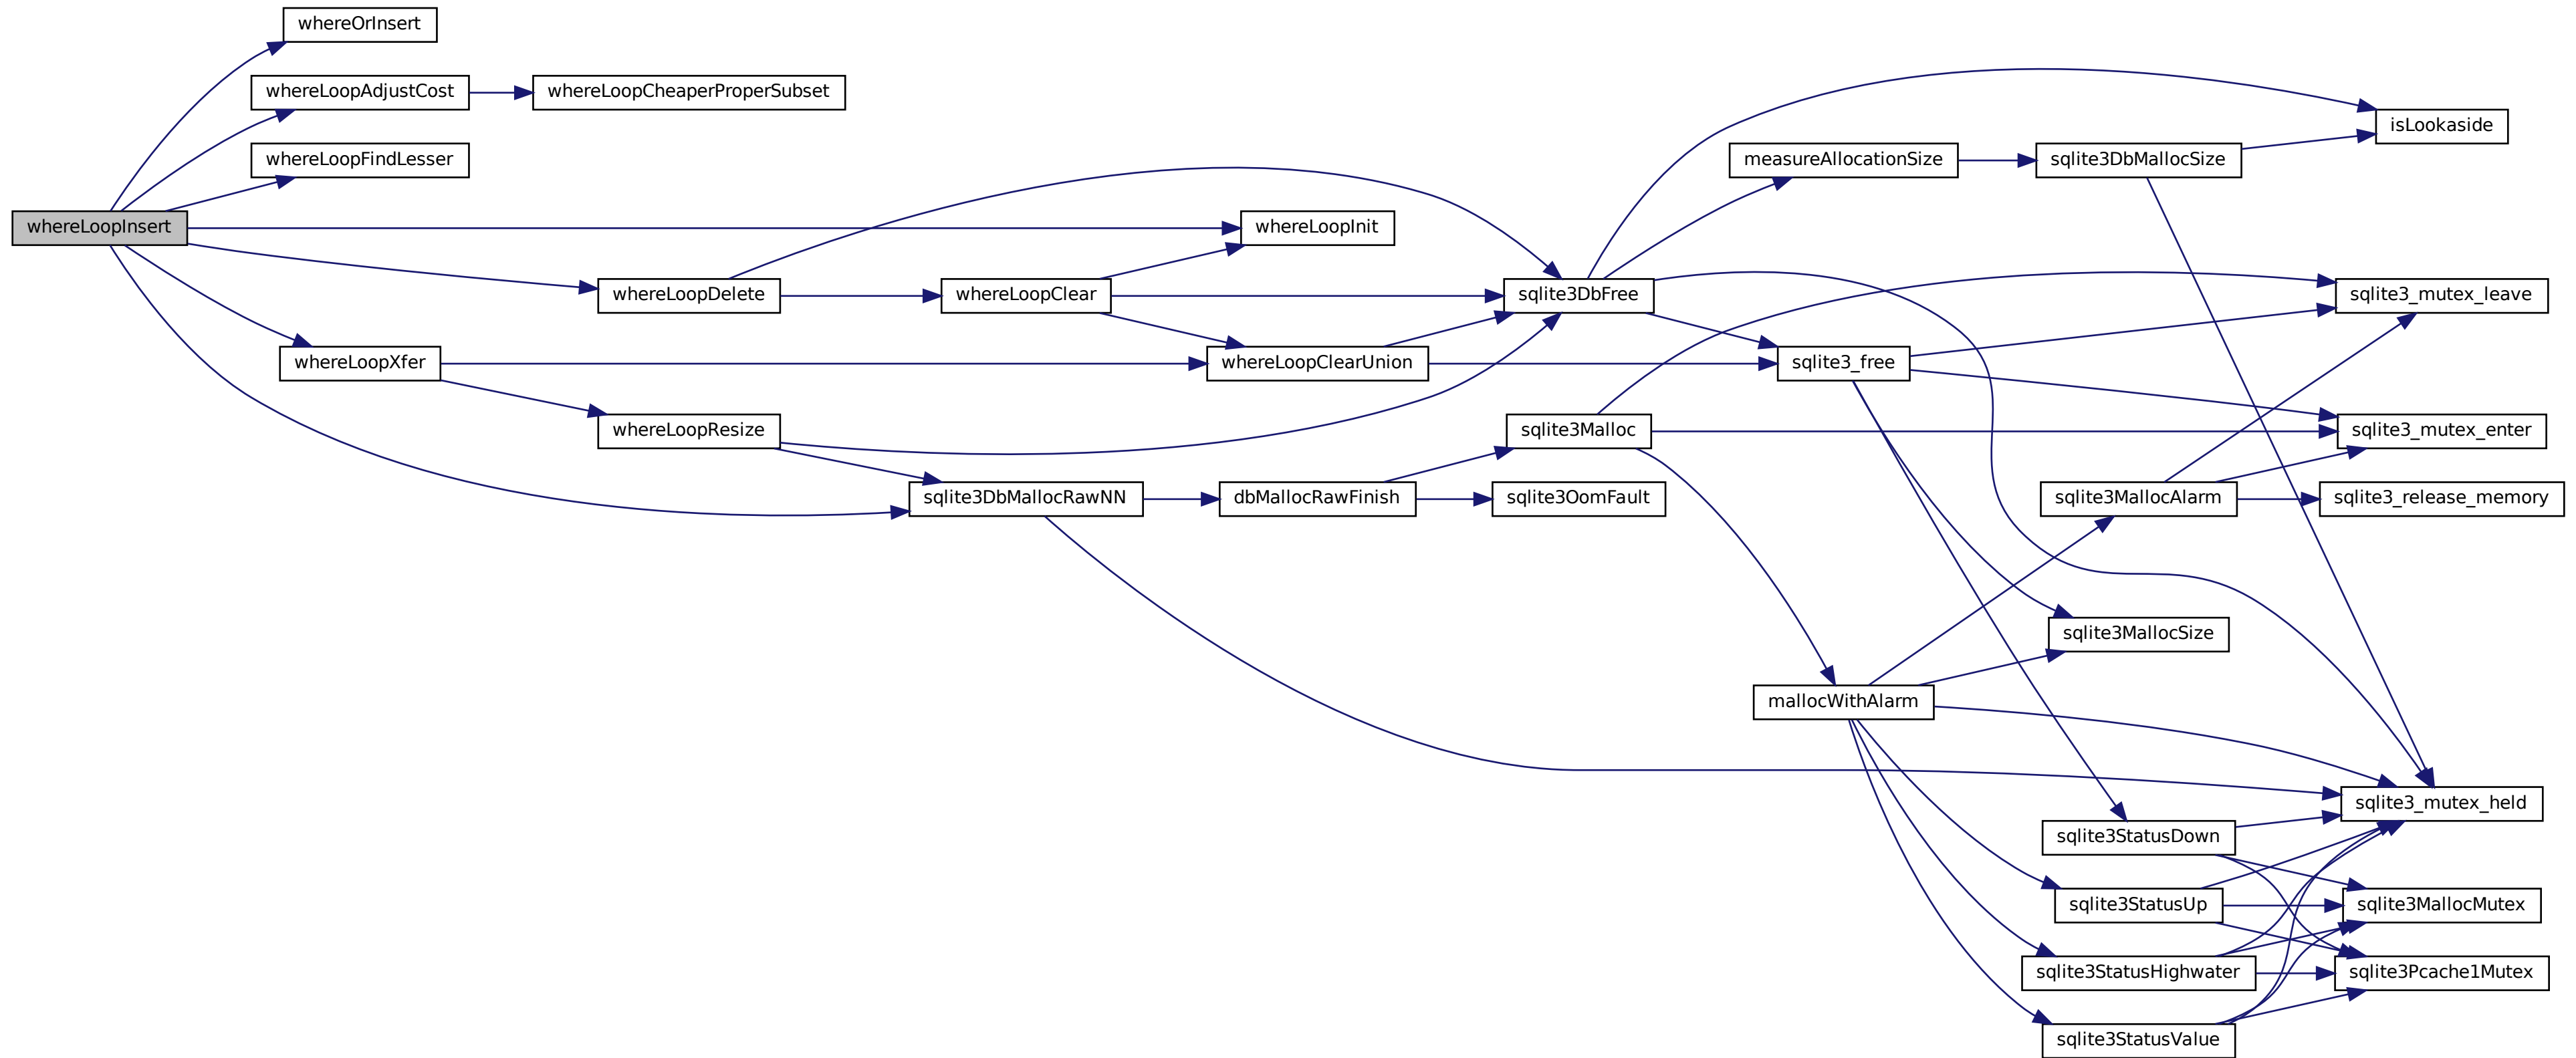 whereOrInsert
whereLoopAdjustCost
whereLoopCheaperProperSubset
isLookaside
whereLoopFindLesser
measureAllocationSize
sqlite3DbMallocSize
whereLoopInsert
whereLoopInit
whereLoopDelete
whereLoopClear
sqlite3DbFree
sqlite3_mutex_leave
whereLoopXfer
whereLoopClearUnion
sqlite3_free
whereLoopResize
sqlite3Malloc
sqlite3_mutex_enter
sqlite3DbMallocRawNN
dbMallocRawFinish
sqlite3OomFault
sqlite3MallocAlarm
sqlite3_release_memory
sqlite3MallocSize
mallocWithAlarm
sqlite3_mutex_held
sqlite3StatusDown
sqlite3StatusUp
sqlite3MallocMutex
sqlite3StatusHighwater
sqlite3Pcache1Mutex
sqlite3StatusValue